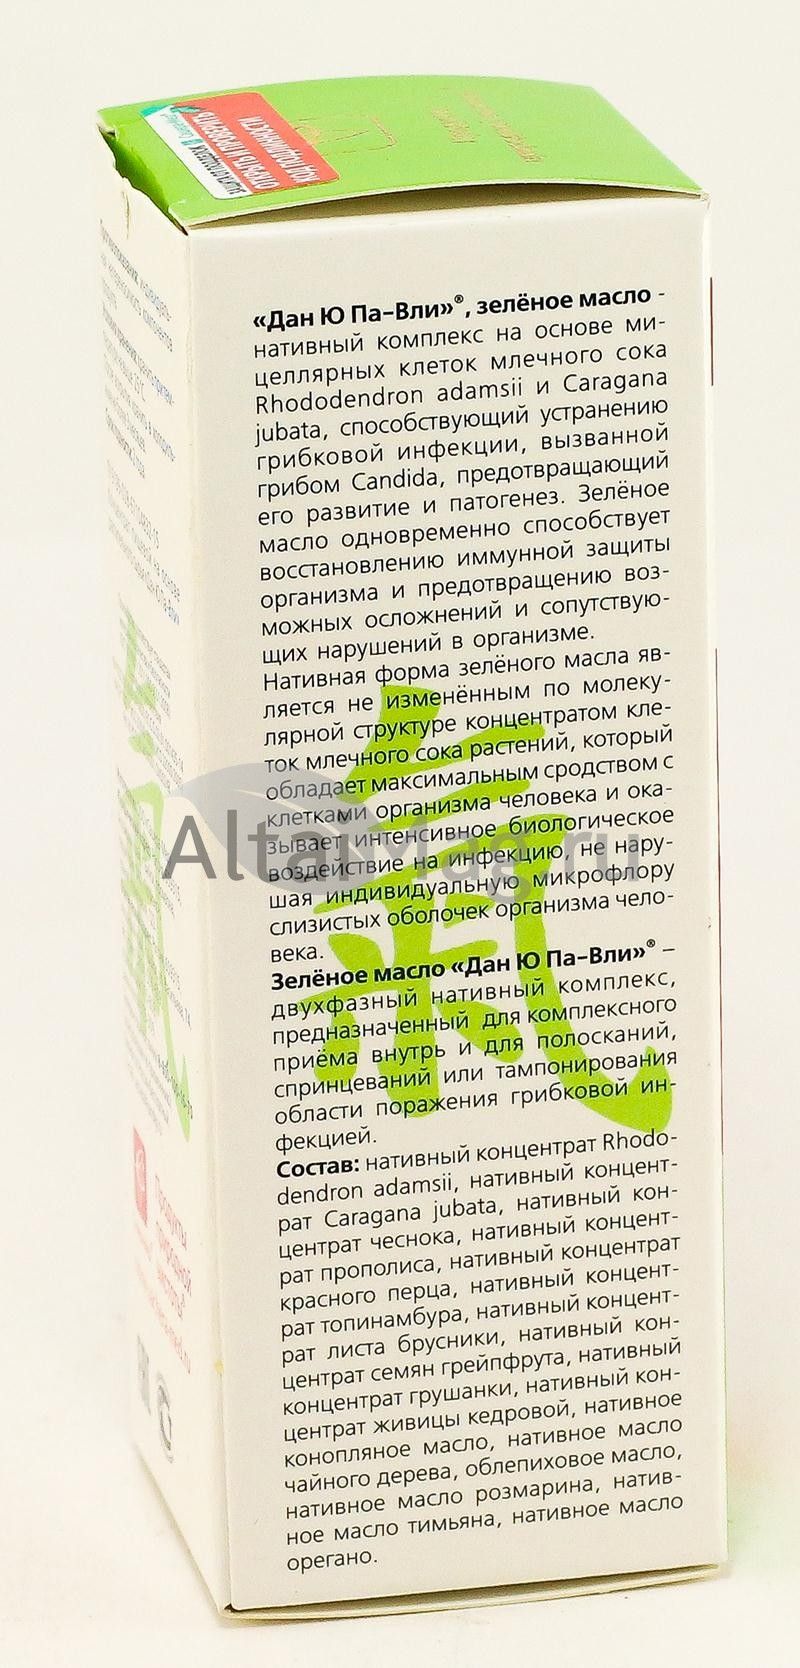 ОТКРЫТЬ ПРОВЕРИТЬ
КОД ПОДЛИННОСТИ
«Дан Ю Па-Вли»®, зелёное масло -
нативный комплекс на основе ми-
целлярных клеток млечного сока
Rhododendron adamsii и Caragana
jubata, способствующий устранению
грибковой инфекции, вызванной
грибом Candida, предотвращающий
его развитие и патогенез. Зелёное
масло одновременно способствует
восстановлению иммунной защиты
организма и предотвращению воз-
можных осложнений и сопутствую-
щих нарушений в организме.
Нативная форма зелёного масла яв-
ляется не изменённым по молеку-
лярной структуре концентратом кле-
ток млечного сока растений, который
обладает максимальным сродством с
клетками организма человека и ока-
зывает интенсивное биологическое
воздействие на инфекцию, не нару-
шая индивидуальную микрофлору
слизистых оболочек организма чело-
века.
Зелёное масло «Дан Ю Па-Вли»® –
двухфазный нативный комплекс,
предназначенный для комплексного
приёма внутрь и для полосканий,
спринцеваний или тампонирования
области поражения грибковой ин-
фекцией.
Состав: нативный концентрат Rhodo-
dendron adamsii, нативный концент-
рат Caragana jubata, нативный кон-
центрат чеснока, нативный концент-
рат прополиса, нативный концентрат
красного перца, нативный концент-
рат топинамбура, нативный концент-
рат листа брусники, нативный кон-
центрат семян грейпфрута, нативный
концентрат грушанки, нативный кон-
центрат живицы кедровой, нативное
конопляное масло, нативное масло
чайного дерева, облепиховое масло,
нативное масло розмарина, натив-
ное масло тимьяна, нативное масло
орегано.
AltaiMag.ru
Продукты
природной